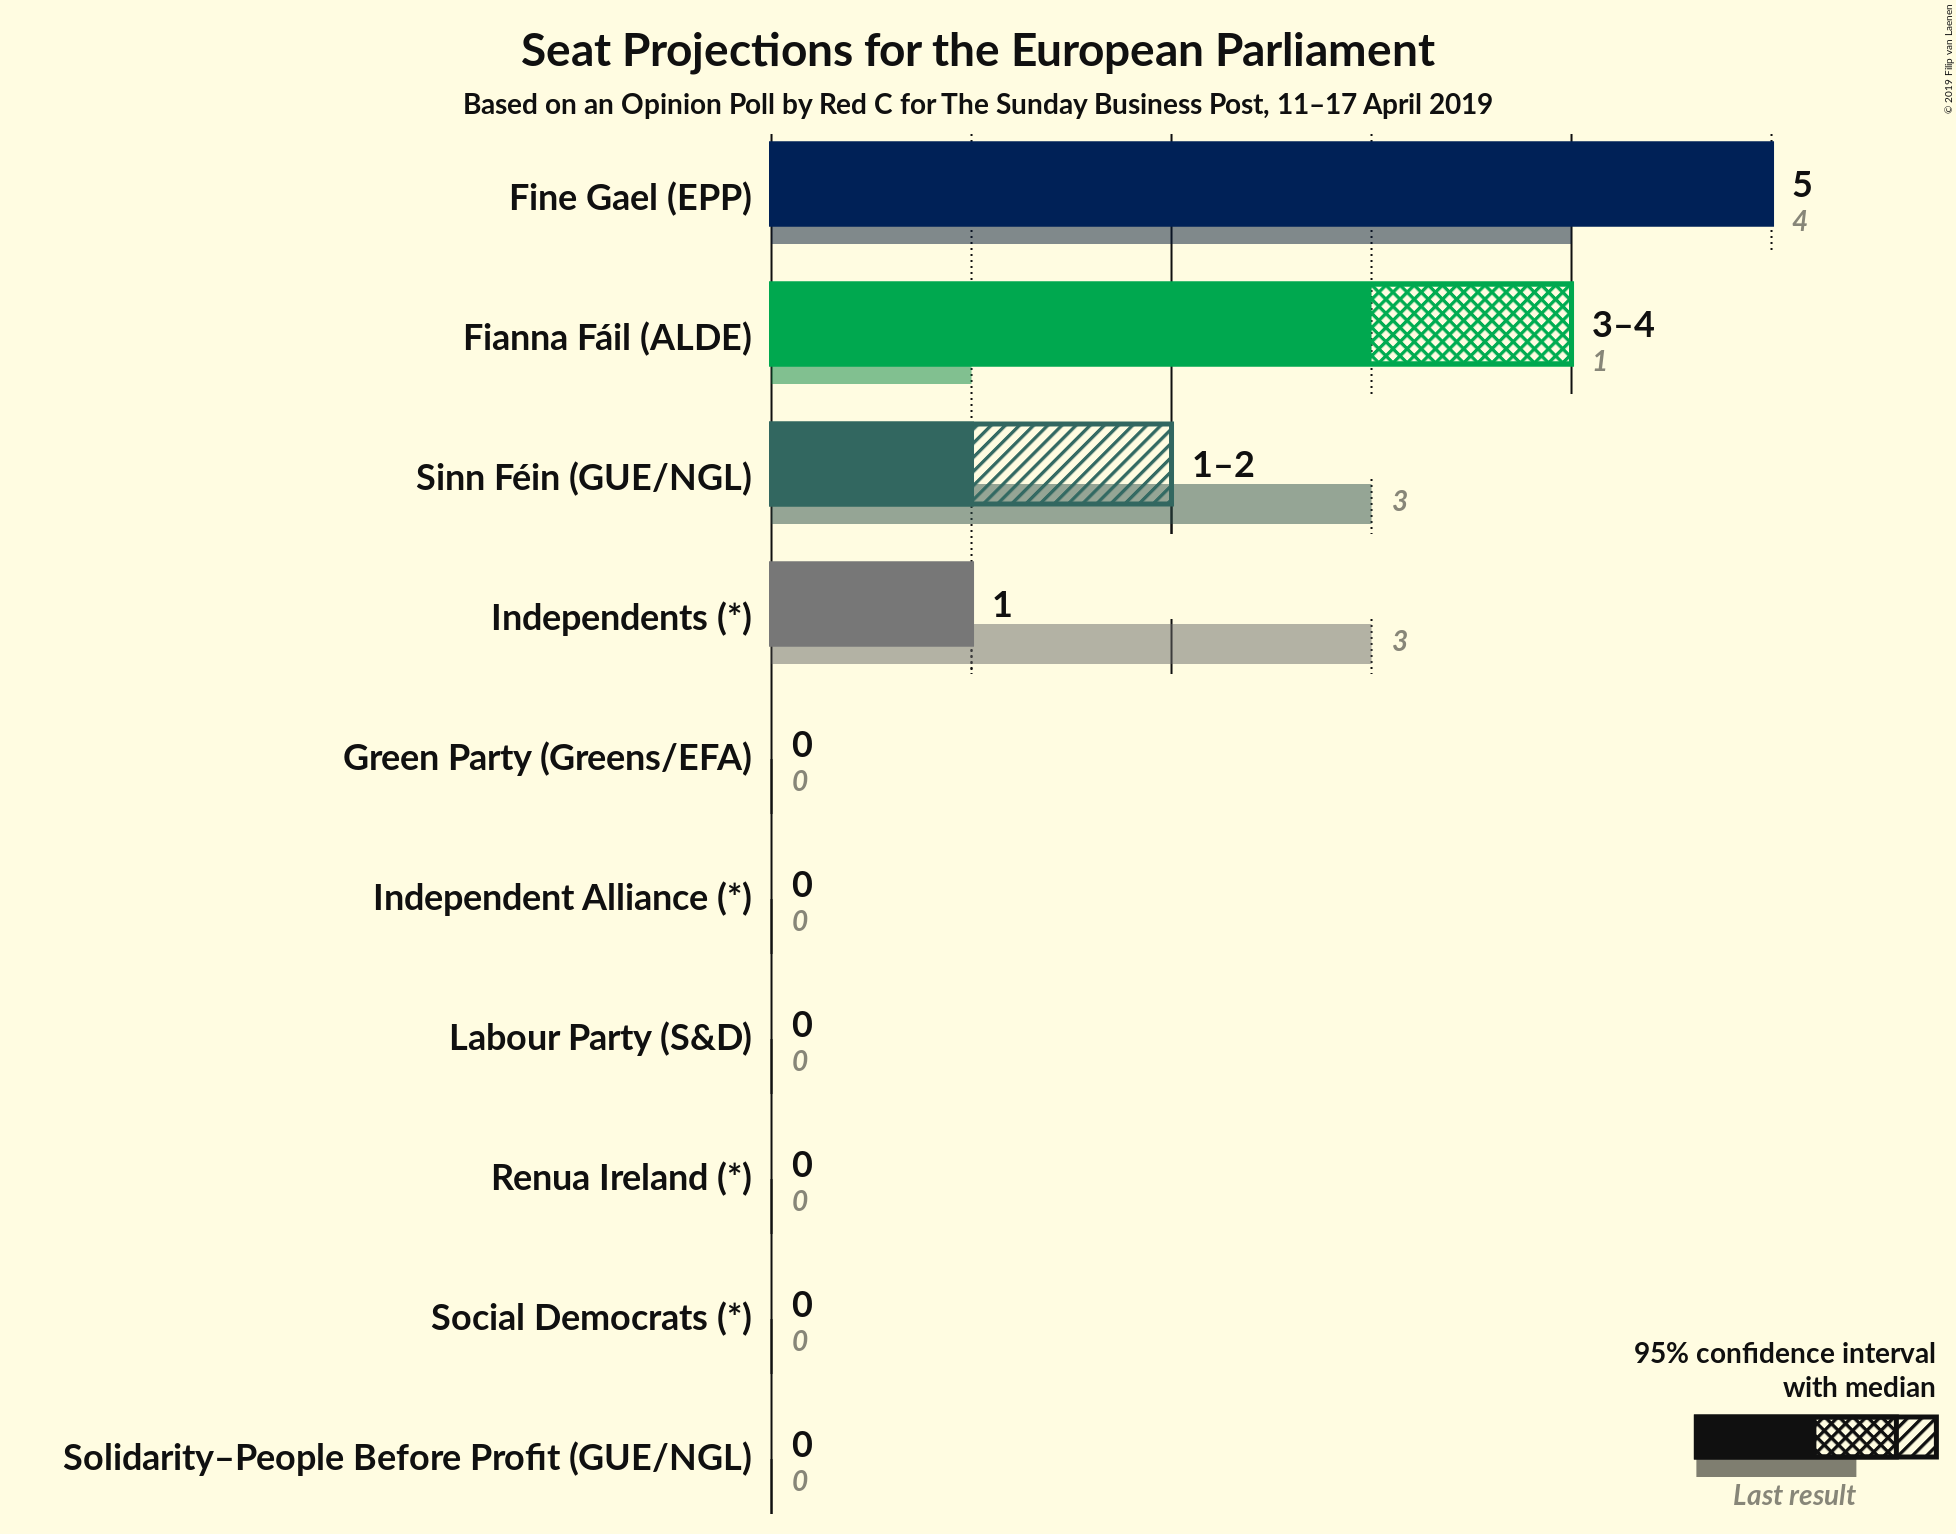 Seat Projections for the European Parliament
Based on an Opinion Poll by Red C for The Sunday Business Post, 11–17 April 2019
© 2019 Filip van Laenen
Fine Gael (EPP)
5
4
Fianna Fáil (ALDE)
3–4
1
Sinn Féin (GUE/NGL)
1–2
3
Independents (*)
1
3
Green Party (Greens/EFA)
0
0
Independent Alliance (*)
0
0
Labour Party (S&D)
0
0
Renua Ireland (*)
0
0
Social Democrats (*)
0
0
Solidarity–People Before Profit (GUE/NGL)
0
0
95% confidence interval
with median
Last result